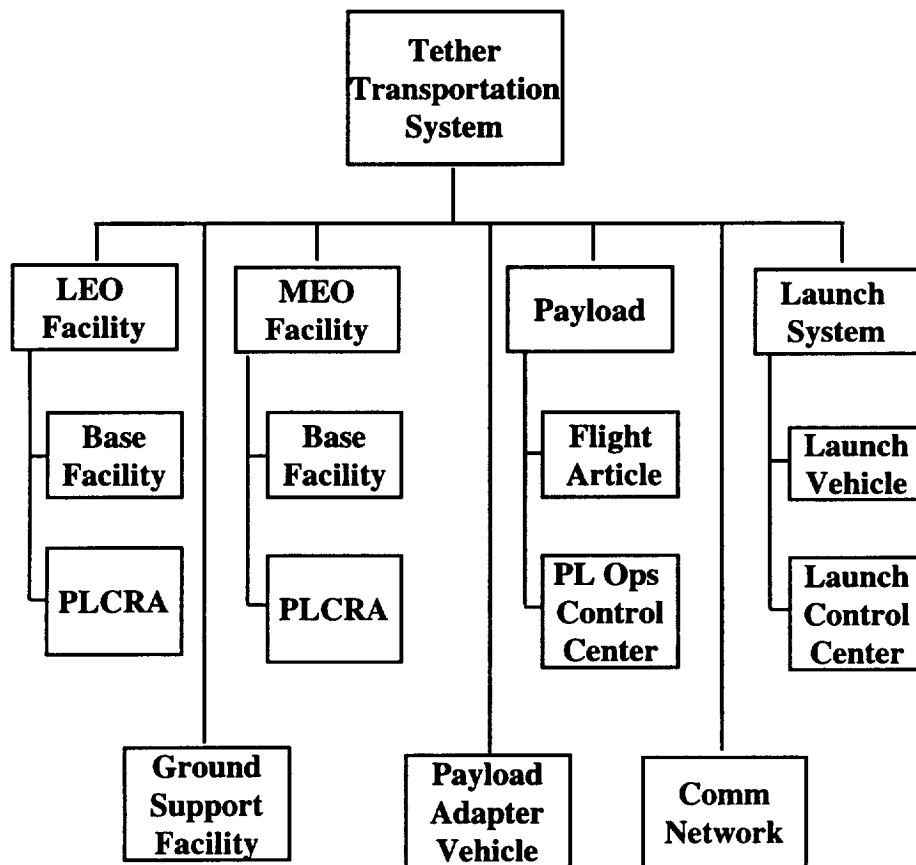 Tether
Transportation
System
LEO
Facility
MEO
Facility
Payload
Launch
System
Base
Facility
Base
Facility
Flight
Article
Launch
Vehicle
PLCRA
PLCRA
PL Ops
Control
Center
Launch
Control
Center
Ground
Support
Facility
Payload
Adapter
Vehicle
Comm
Network